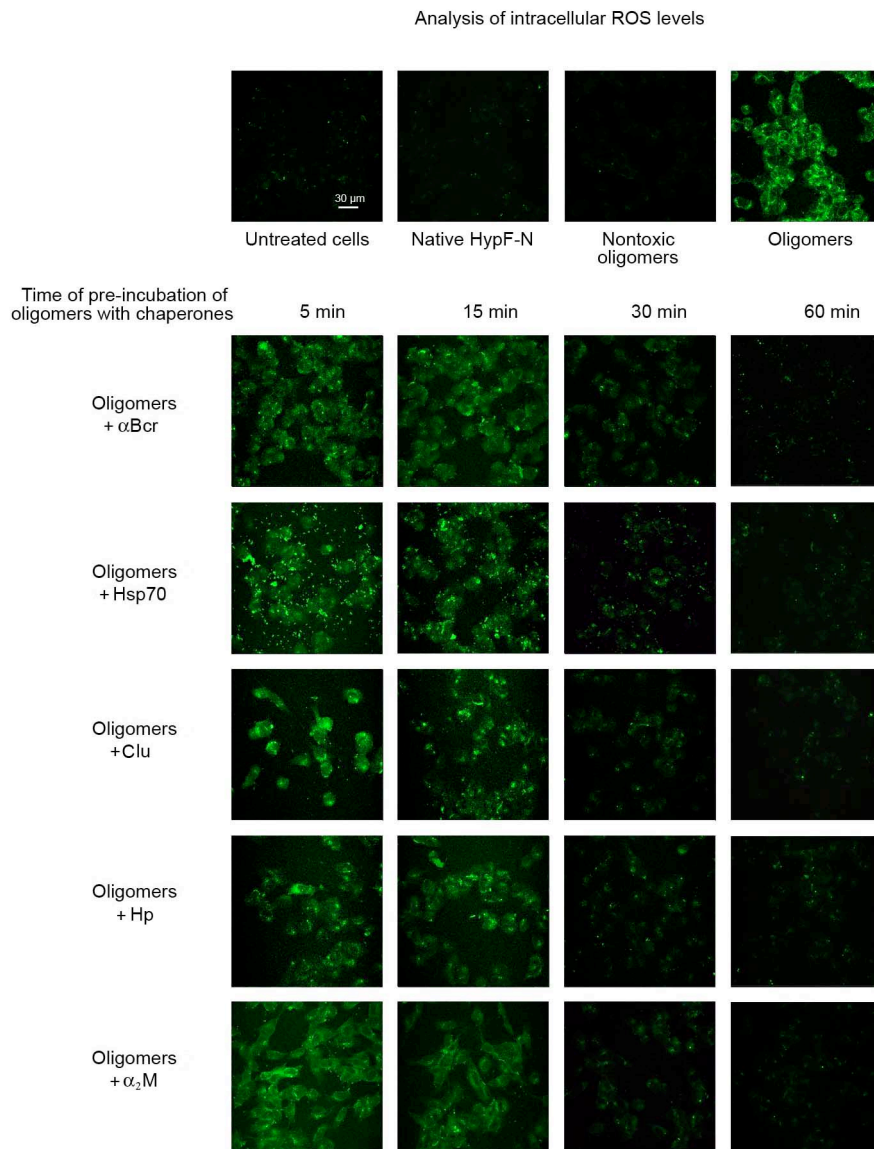 Analysis of intracellular ROS levels
30 µm
Untreated cells
Native HypF-N
Nontoxic
oligomers
Oligomers
Time of pre-incubation of
oligomers with chaperones
5 min
15 min
30 min
60 min
Oligomers
+ αBcr
Oligomers
+ Hsp70
Oligomers
+Clu
Oligomers
+ Hp
Oligomers
+ α₂M